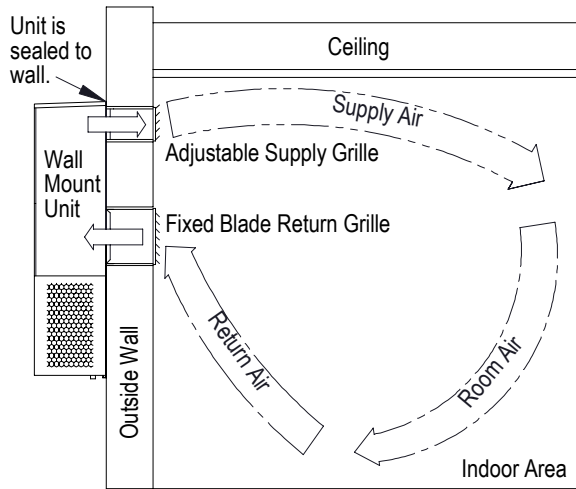 Unit is
sealed to
wall.
Ceiling
Supply Air
Adjustable Supply Grille
Wall
Mount
Unit
Fixed Blade Return Grille
Return Air
Room Air
Outside Wall
Indoor Area